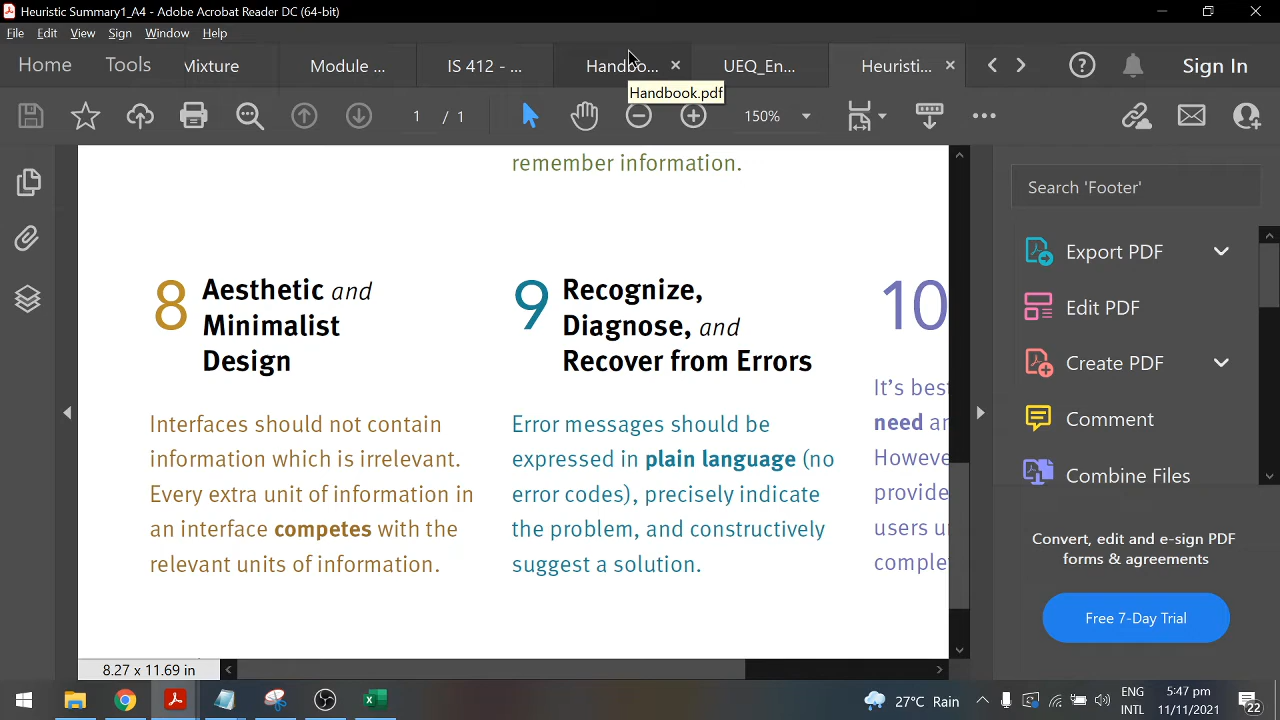 Heuristic Summary1_A4 - Adobe Acrobat Reader DC (64-bit)
File Edit View Sign Window Help
Home Tools Mixture Module ... IS 412 - ... Handbo... UEQ_En... Heuristi... Sign In
Handbook.pdf
1 / 1 150%
remember information.
Search 'Footer'
Export PDF
Edit PDF
Create PDF
Comment
Combine Files
Convert, edit and e-sign PDF
forms & agreements
Free 7-Day Trial
8 Aesthetic and
Minimalist
Design
Interfaces should not contain
information which is irrelevant.
Every extra unit of information in
an interface competes with the
relevant units of information.
9 Recognize,
Diagnose, and
Recover from Errors
Error messages should be
expressed in plain language (no
error codes), precisely indicate
the problem, and constructively
suggest a solution.
10
It's bes
need ar
Howeve
provide
users u
comple
8.27 x 11.69 in
27°C Rain ENG INTL 5:47 pm 11/11/2021 22